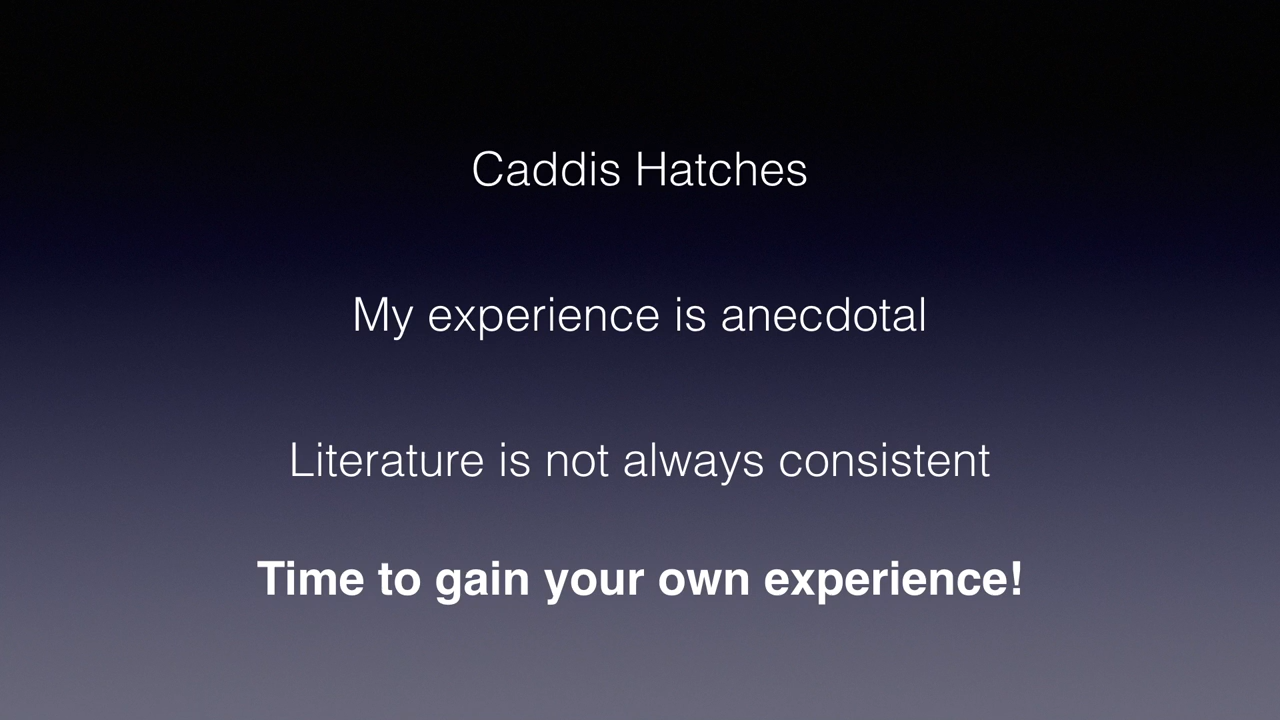 Caddis Hatches
My experience is anecdotal
Literature is not always consistent
Time to gain your own experience!